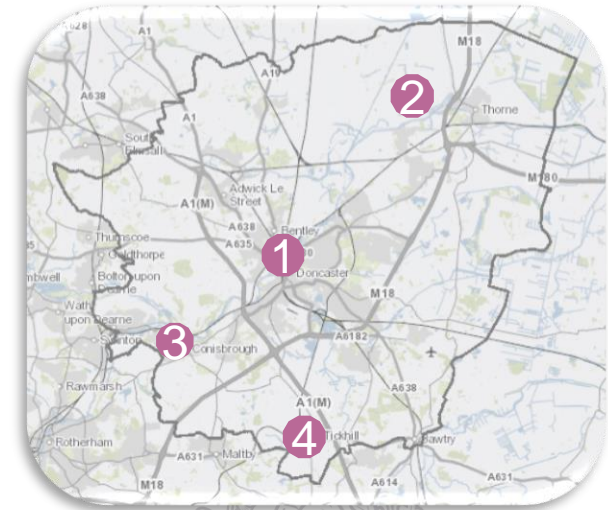 A1
A19
M18
A638
2
Thorne
A1
South
Elmsall
M180
Adwick Le
Street
A1(M)
A638
Bentley
Thurnscoe
A635
1
Goldthorpe
Doncaster
Bolton upon
Dearne
M18
Wath
upon Dearne
3
A6182
Swinton
Conisbrough
A638
Rawmarsh
A1(M)
4
Tickhill
Rotherham
Bawtry
A631
Maltby
M18
A614
A631